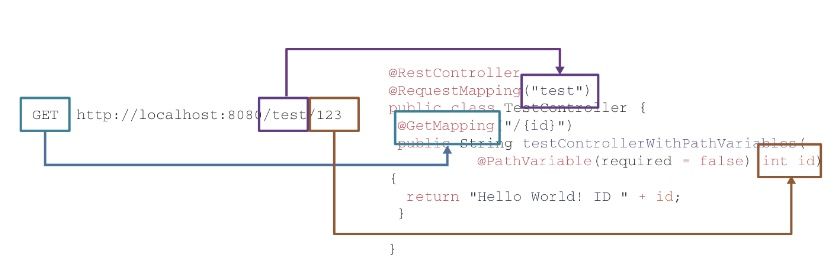 GET http://localhost:8080/test/123
@RestController
@RequestMapping("test")
public class TestController {
@GetMapping("/{id}")
public String testControllerWithPathVariables(
@PathVariable(required = false) int id)
{
return "Hello World! ID " + id;
}
}